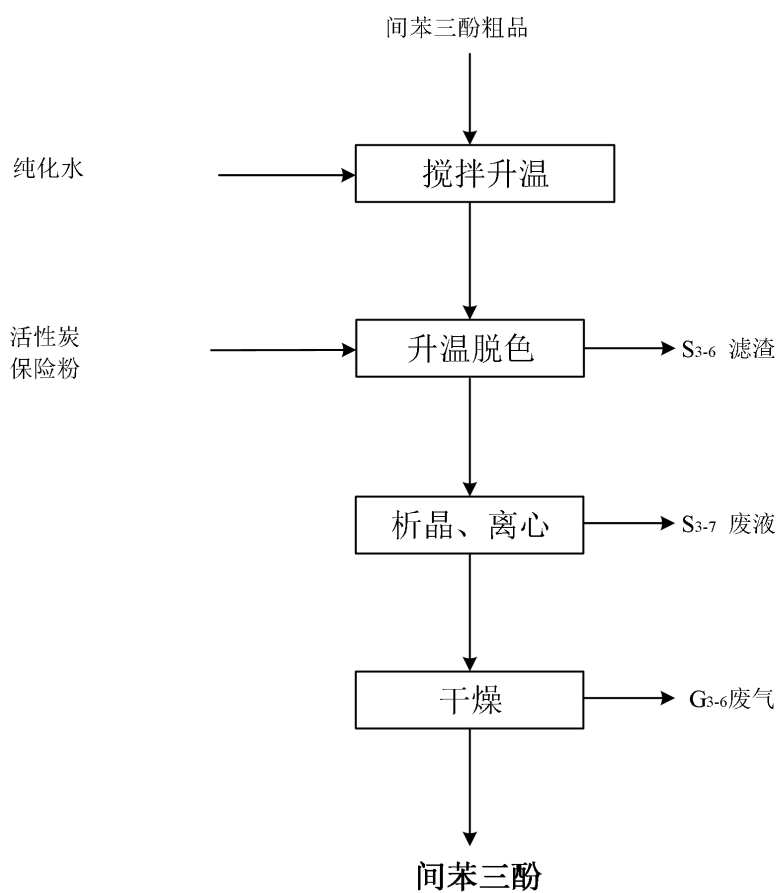 间苯三酚粗品
纯化水
搅拌升温
活性炭
保险粉
升温脱色
S3-6 滤渣
析晶、离心
S3-7 废液
干燥
G3-6废气
间苯三酚